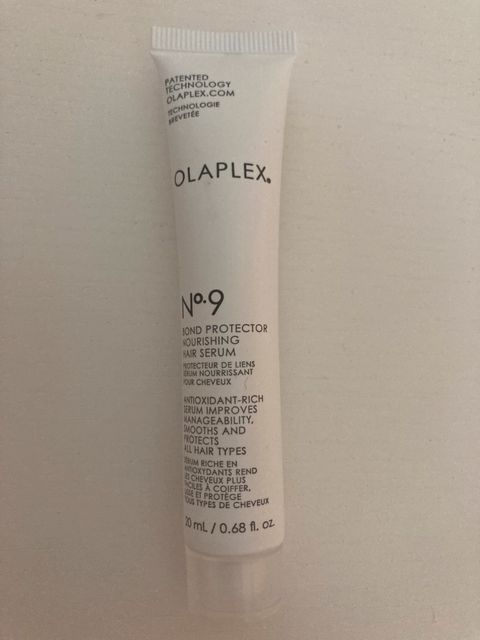 PATENTED
TECHNOLOGY
OLAPLEX.COM
TECHNOLOGIE
BREVETÉE
OLAPLEX.
Nº.9
BOND PROTECTOR
NOURISHING
HAIR SERUM
PROTECTEUR DE LIENS
SÉRUM NOURRISSANT
POUR CHEVEUX
ANTIOXIDANT-RICH
SERUM IMPROVES
MANAGEABILITY,
SMOOTHS AND
PROTECTS
ALL HAIR TYPES
SÉRUM RICHE EN
ANTIOXYDANTS REND
LES CHEVEUX PLUS
FACILES À COIFFER,
LISSE ET PROTÈGE
TOUS TYPES DE CHEVEUX
20 mL / 0.68 fl. oz.